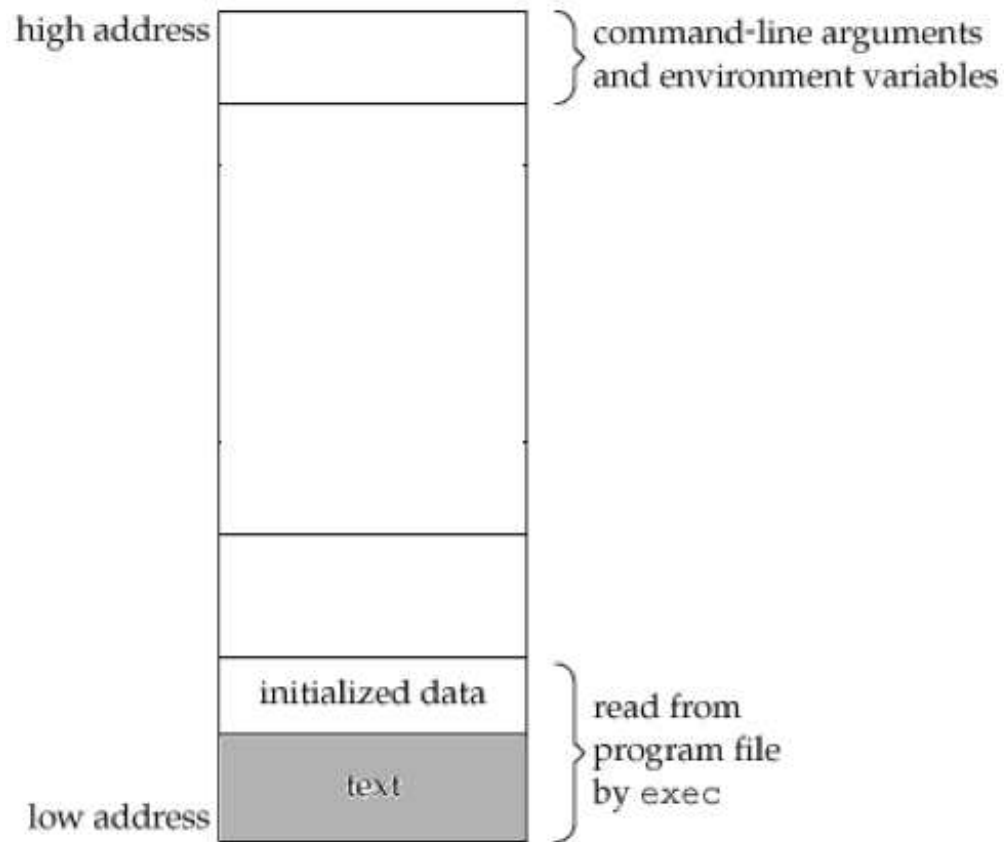 high address
command-line arguments
and environment variables
initialized data
read from
program file
by exec
text
low address